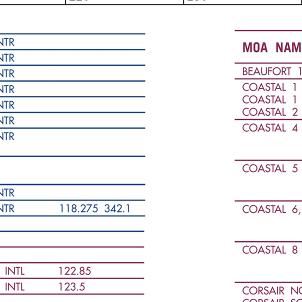 NTR
NTR
NTR
NTR
NTR
NTR
NTR
NTR
NTR 118.275 342.1
INTL 122.85
INTL 123.5
MOA NAM
BEAUFORT 1
COASTAL 1
COASTAL 1
COASTAL 2
COASTAL 4
COASTAL 5
COASTAL 6,
COASTAL 8
CORSAIR NO